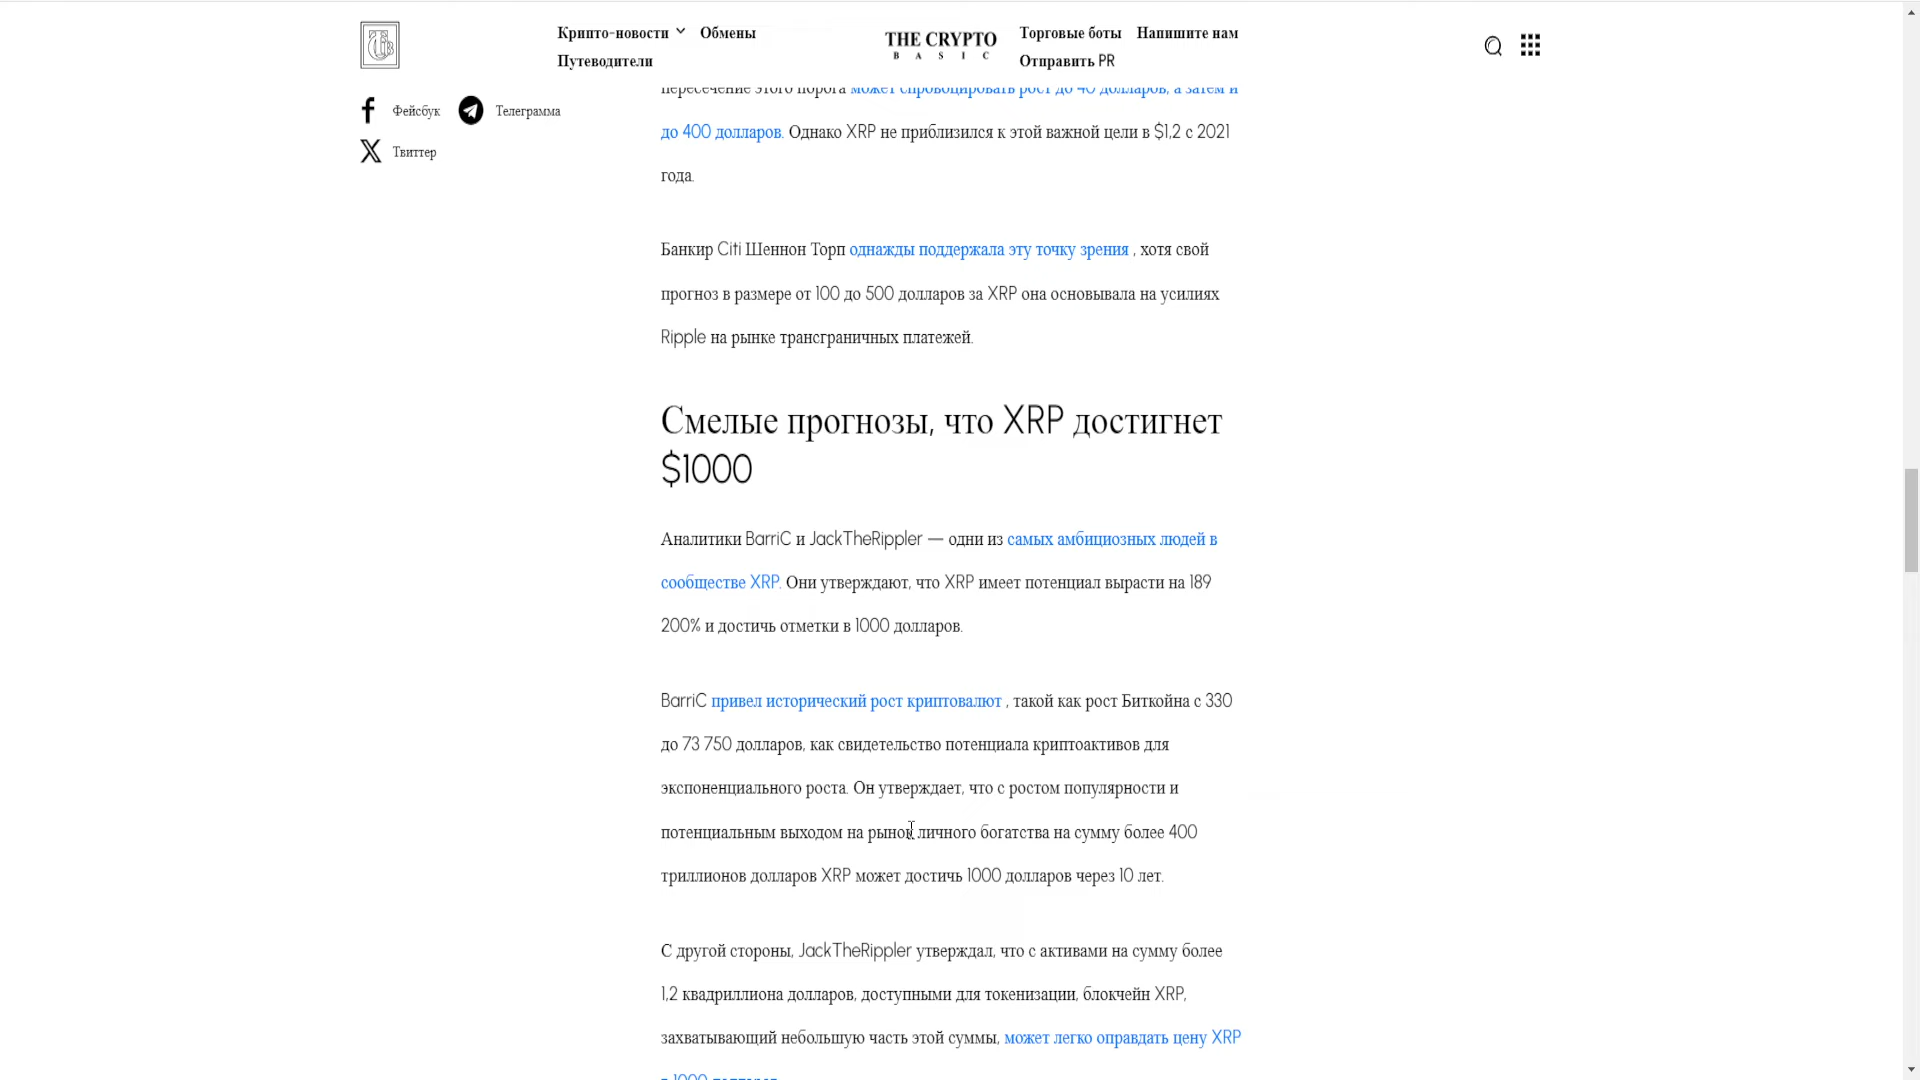 Крипто-новости
Обмены
Путеводители
THE CRYPTO
BASIC
Торговые боты
Напишите нам
Отправить PR
Фейсбук
Телеграмма
Твиттер
пересечение этого порога может спровоцировать рост до 40 долларов, а затем и
до 400 долларов. Однако XRP не приблизился к этой важной цели в $1,2 с 2021
года.
Банкир Citi Шеннон Торп однажды поддержала эту точку зрения , хотя свой
прогноз в размере от 100 до 500 долларов за XRP она основывала на усилиях
Ripple на рынке трансграничных платежей.
Смелые прогнозы, что XRP достигнет
$1000
Аналитики BarriC и JackTheRippler — одни из самых амбициозных людей в
сообществе XRP. Они утверждают, что XRP имеет потенциал вырасти на 189
200% и достичь отметки в 1000 долларов.
BarriC привел исторический рост криптовалют , такой как рост Биткойна с 330
до 73 750 долларов, как свидетельство потенциала криптоактивов для
экспоненциального роста. Он утверждает, что с ростом популярности и
потенциальным выходом на рынок личного богатства на сумму более 400
триллионов долларов XRP может достичь 1000 долларов через 10 лет.
С другой стороны, JackTheRippler утверждал, что с активами на сумму более
1,2 квадриллиона долларов, доступными для токенизации, блокчейн XRP,
захватывающий небольшую часть этой суммы, может легко оправдать цену XRP
в 1000 долларов